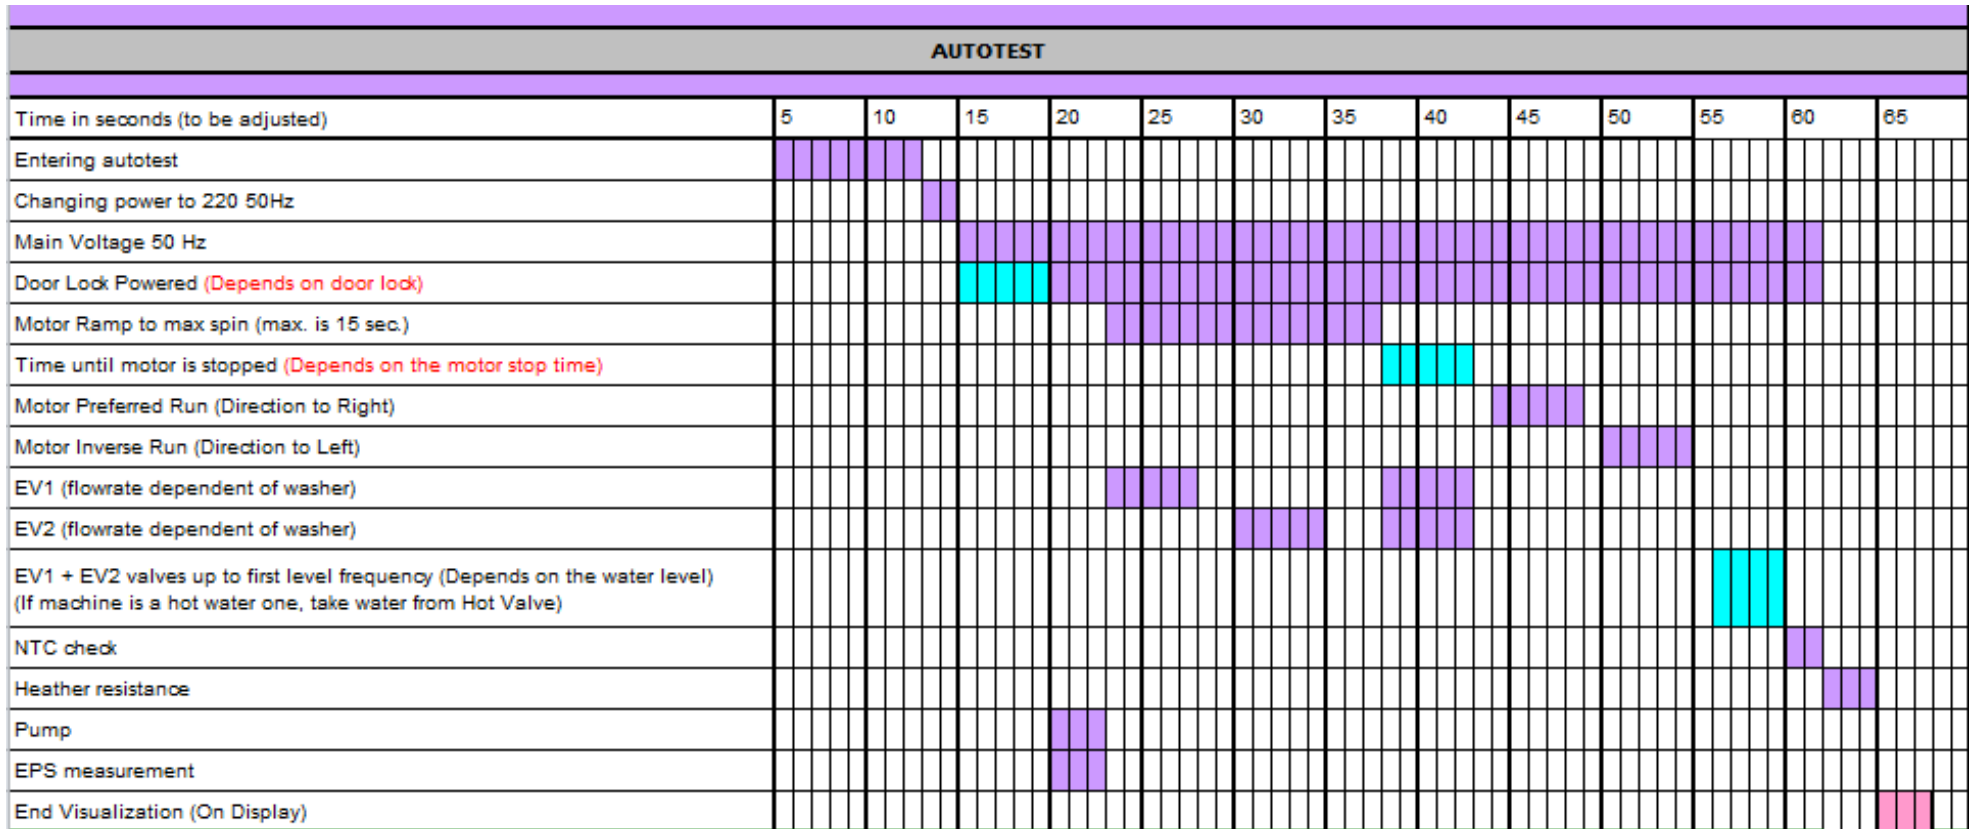 AUTOTEST
Time in seconds (to be adjusted) 5 10 15 20 25 30 35 40 45 50 55 60 65
Entering autotest
Changing power to 220 50Hz
Main Voltage 50 Hz
Door Lock Powered (Depends on door lock)
Motor Ramp to max spin (max. is 15 sec.)
Time until motor is stopped (Depends on the motor stop time)
Motor Preferred Run (Direction to Right)
Motor Inverse Run (Direction to Left)
EV1 (flowrate dependent of washer)
EV2 (flowrate dependent of washer)
EV1 + EV2 valves up to first level frequency (Depends on the water level)
(If machine is a hot water one, take water from Hot Valve)
NTC check
Heather resistance
Pump
EPS measurement
End Visualization (On Display)